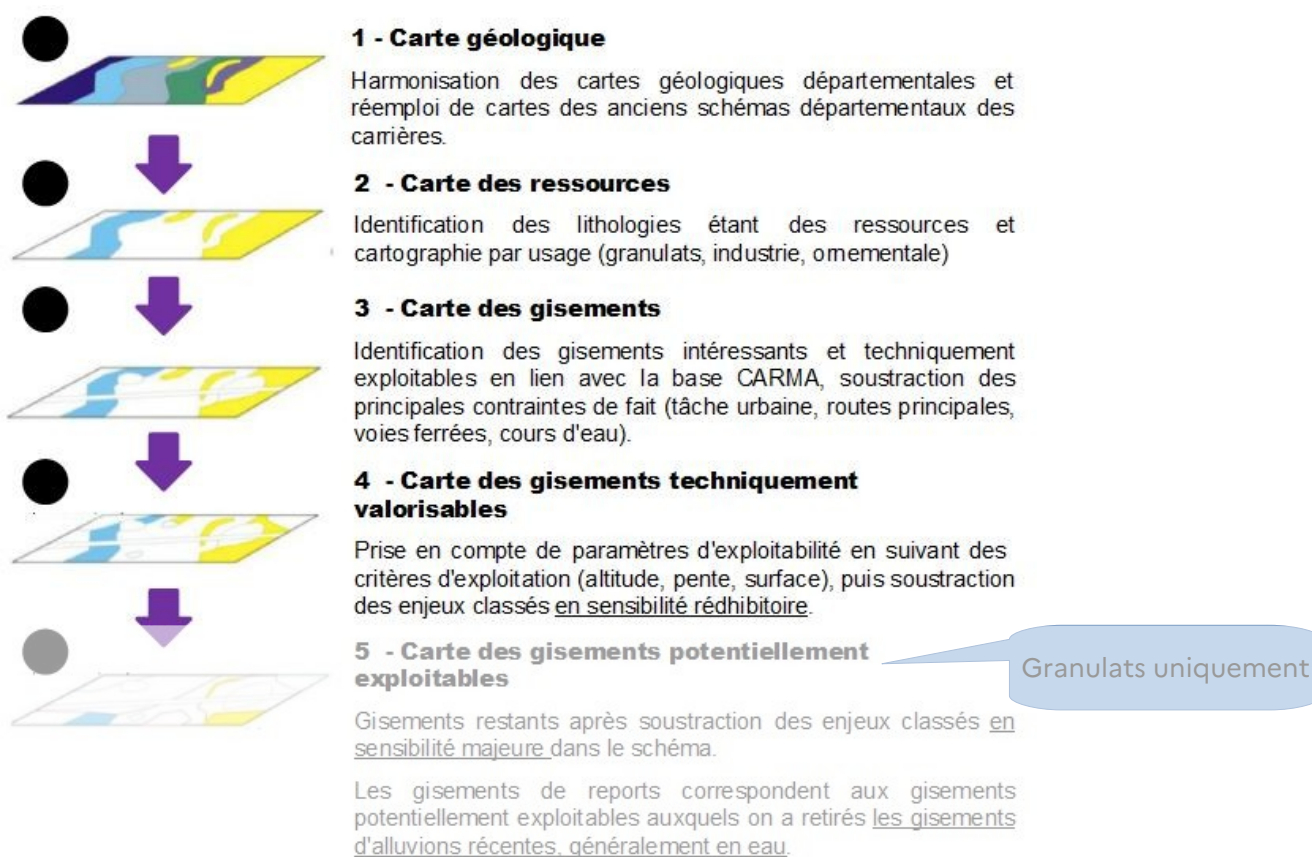 1 - Carte géologique
Harmonisation des cartes géologiques départementales et
réemploi de cartes des anciens schémas départementaux des
carrières.
2 - Carte des ressources
Identification des lithologies étant des ressources et
cartographie par usage (granulats, industrie, ornementale)
3 - Carte des gisements
Identification des gisements intéressants et techniquement
exploitables en lien avec la base CARMA, soustraction des
principales contraintes de fait (tâche urbaine, routes principales,
voies ferrées, cours d'eau).
4 - Carte des gisements techniquement
valorisables
Prise en compte de paramètres d'exploitabilité en suivant des
critères d'exploitation (altitude, pente, surface), puis soustraction
des enjeux classés en sensibilité rédhibitoire.
5 - Carte des gisements potentiellement
exploitables
Granulats uniquement
Gisements restants après soustraction des enjeux classés en
sensibilité majeure dans le schéma.
Les gisements de reports correspondent aux gisements
potentiellement exploitables auxquels on a retirés les gisements
d'alluvions récentes, généralement en eau.